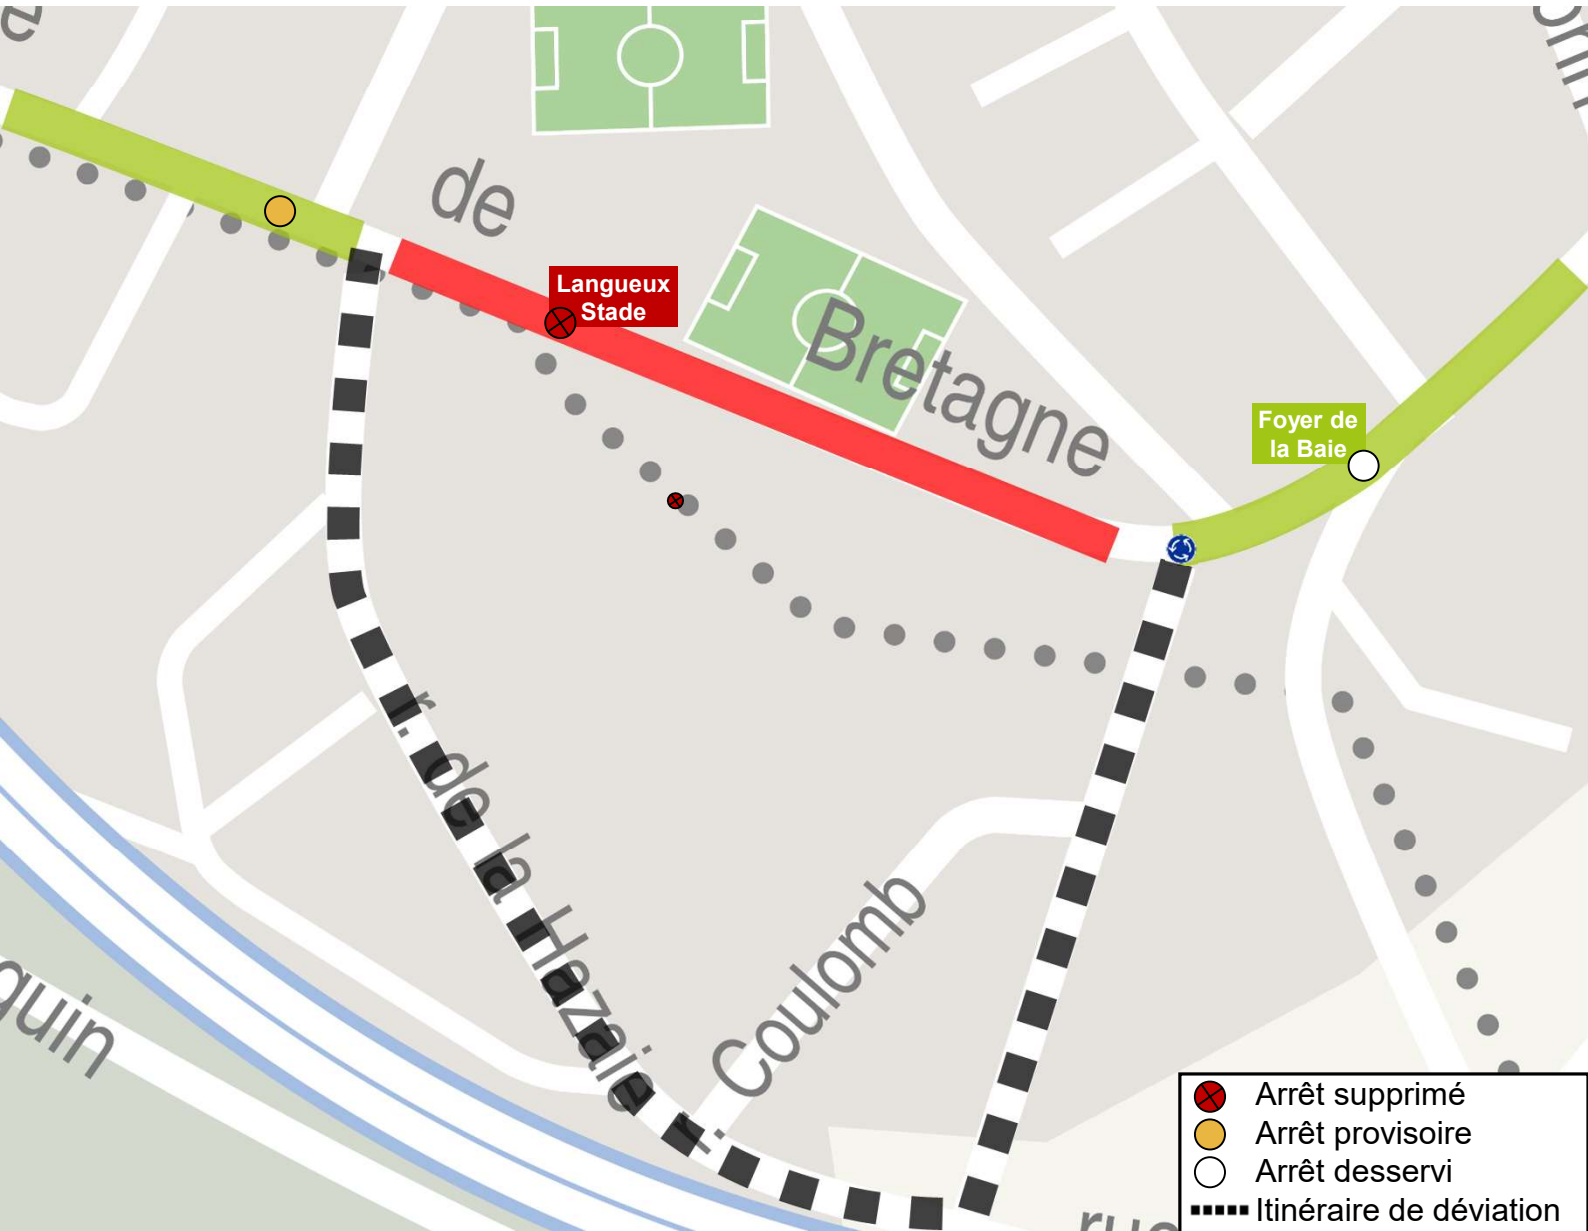 de
Bretagne
Langueux
Stade
Foyer de
la Baie
r. de la Hazaie
r. Coulomb
quin
rue
Arrêt supprimé
Arrêt provisoire
Arrêt desservi
Itinéraire de déviation